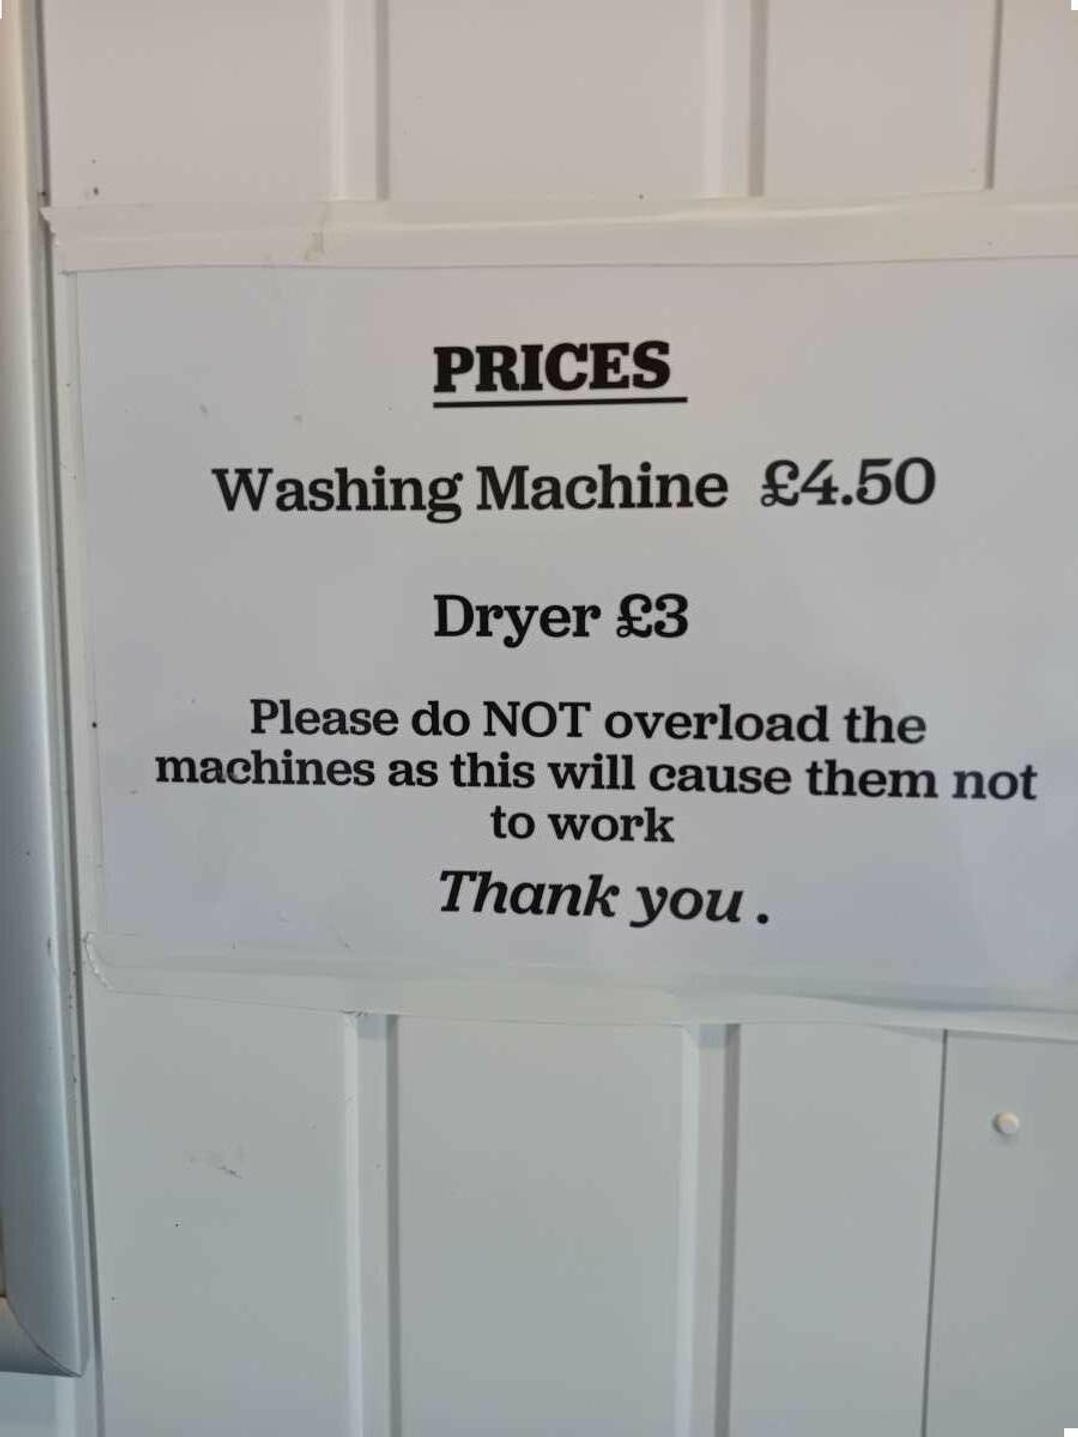 PRICES
Washing Machine £4.50
Dryer £3
Please do NOT overload the
machines as this will cause them not
to work
Thank you .